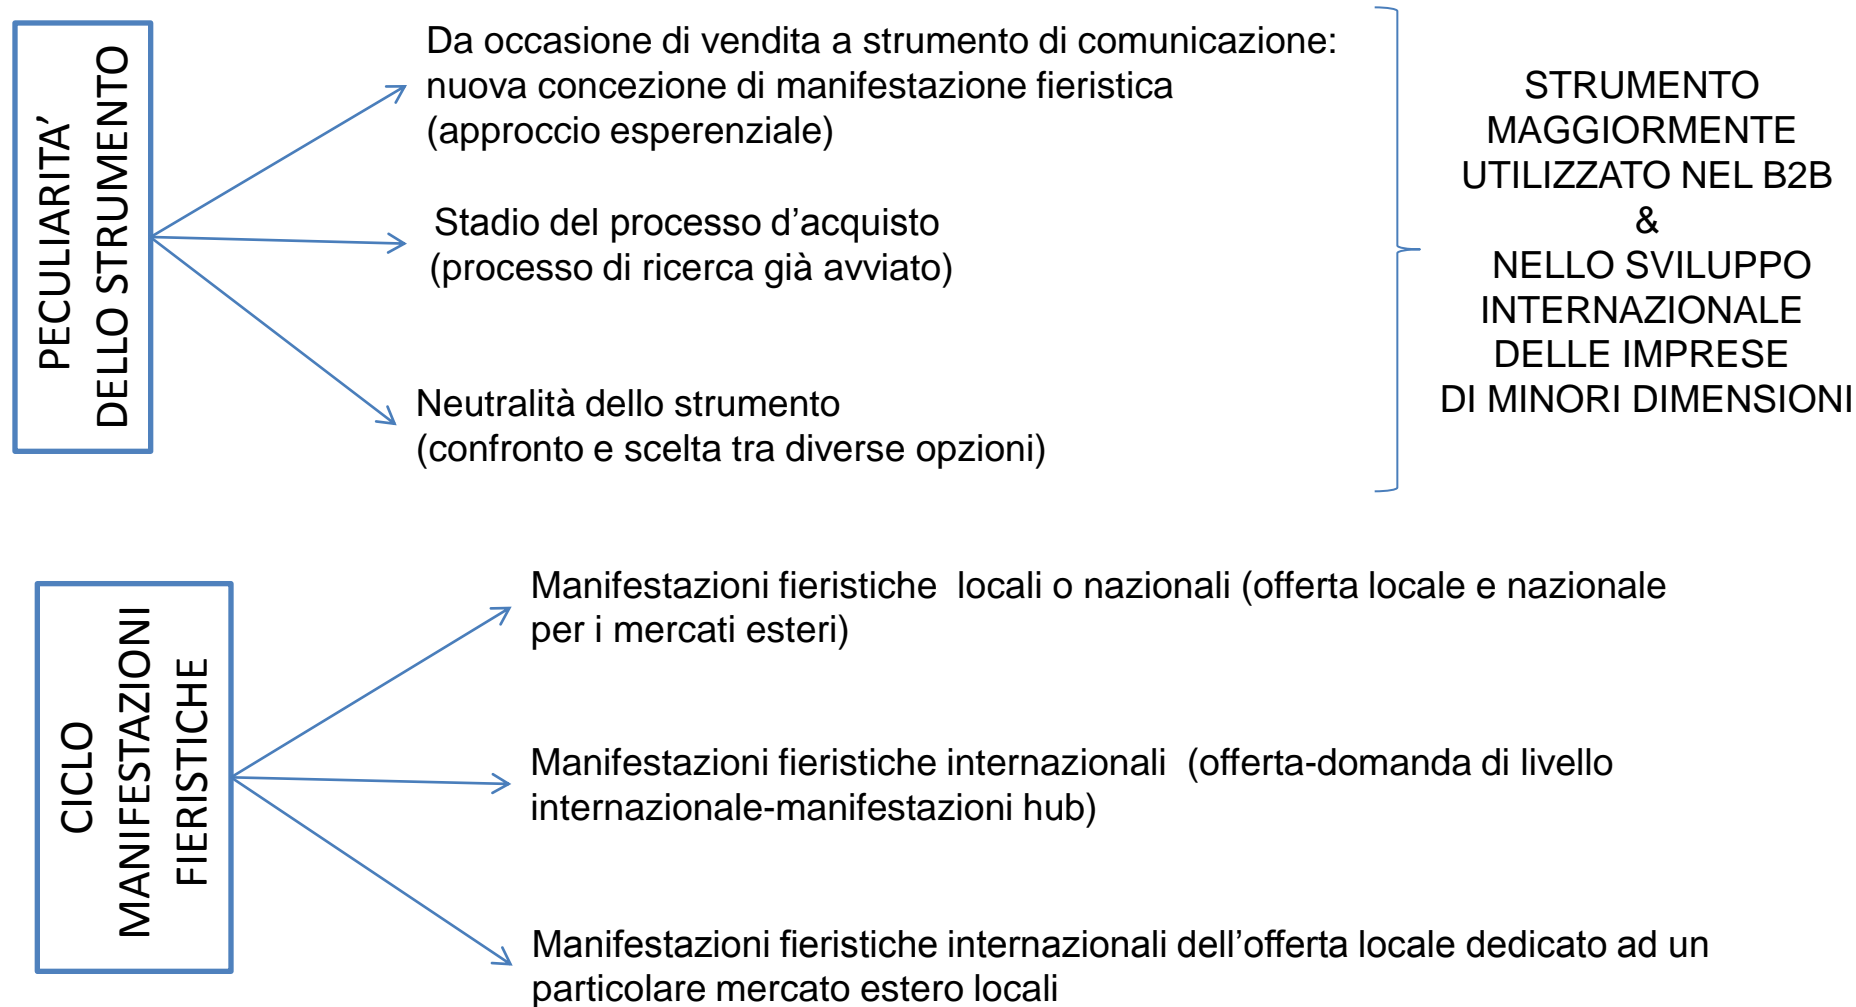 PECULIARITA’
DELLO STRUMENTO
Da occasione di vendita a strumento di comunicazione:
nuova concezione di manifestazione fieristica
(approccio esperenziale)
Stadio del processo d’acquisto
(processo di ricerca già avviato)
Neutralità dello strumento
(confronto e scelta tra diverse opzioni)
STRUMENTO
MAGGIORMENTE
UTILIZZATO NEL B2B
&
NELLO SVILUPPO
INTERNAZIONALE
DELLE IMPRESE
DI MINORI DIMENSIONI
CICLO
MANIFESTAZIONI
FIERISTICHE
Manifestazioni fieristiche locali o nazionali (offerta locale e nazionale
per i mercati esteri)
Manifestazioni fieristiche internazionali (offerta-domanda di livello
internazionale-manifestazioni hub)
Manifestazioni fieristiche internazionali dell’offerta locale dedicato ad un
particolare mercato estero locali